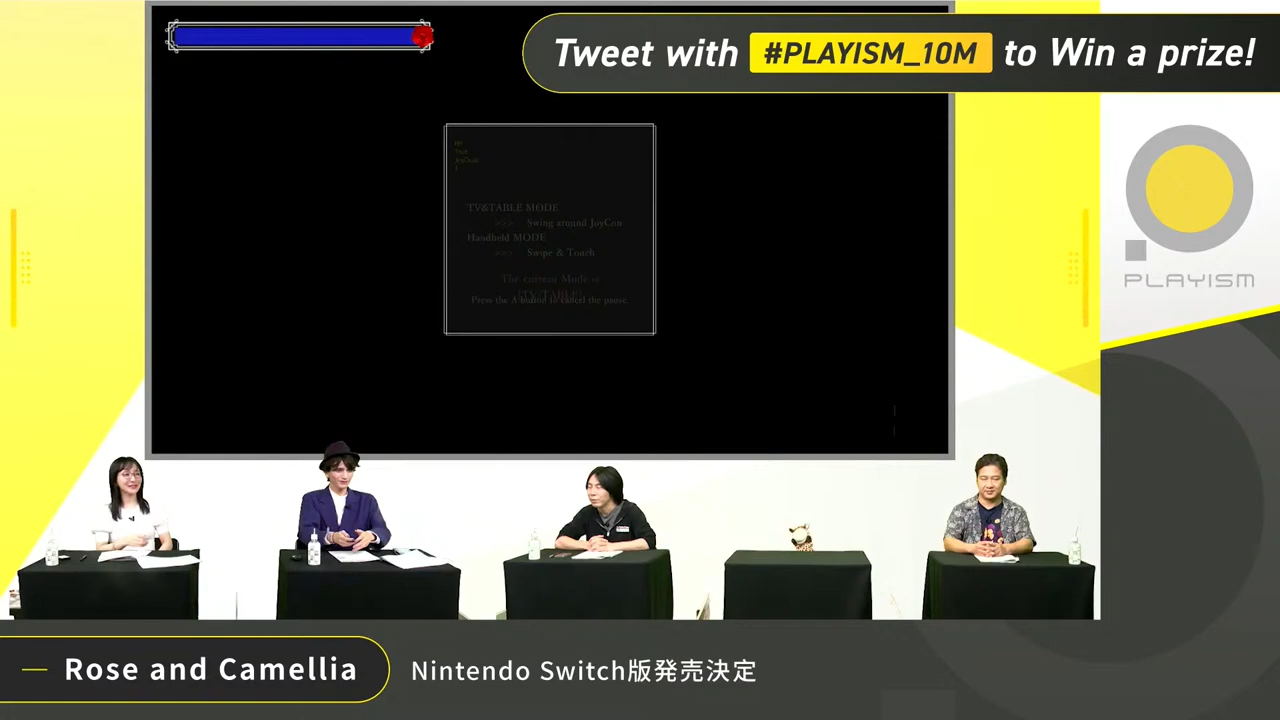 Tweet with #PLAYISM_10M to Win a prize!
TV&TABLE MODE
>>> Swing around JoyCon
Handheld MODE
>>> Swipe & Touch
The current Mode is
[TV/TABLE]
Press the A button to cancel the pause.
PLAYISM
Rose and Camellia
Nintendo Switch版発売決定